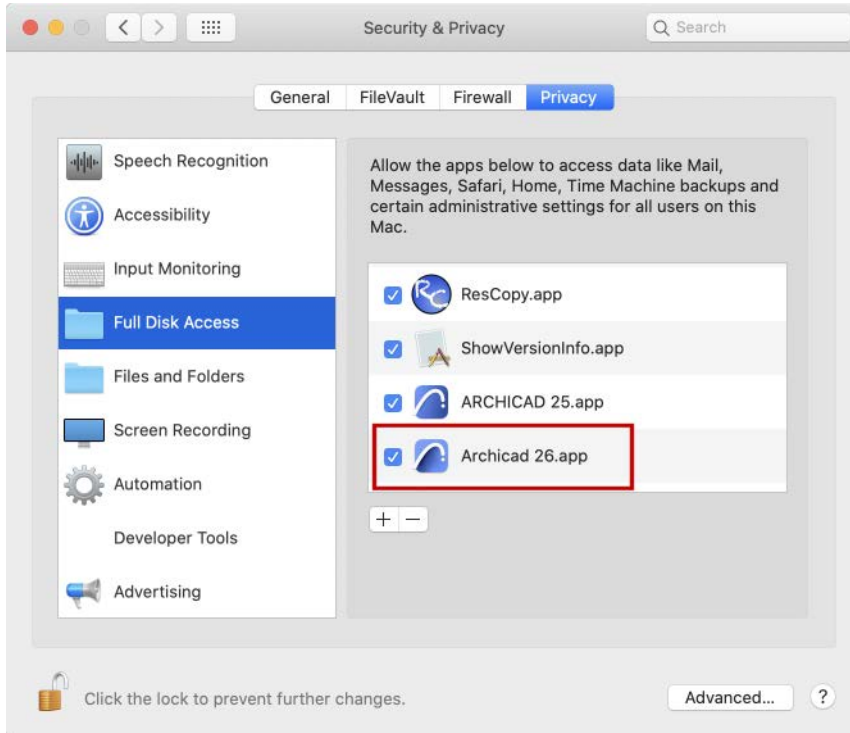 Security & Privacy
Search
General FileVault Firewall Privacy
Speech Recognition
Accessibility
Input Monitoring
Full Disk Access
Files and Folders
Screen Recording
Automation
Developer Tools
Advertising
Allow the apps below to access data like Mail,
Messages, Safari, Home, Time Machine backups and
certain administrative settings for all users on this
Mac.
RC
ResCopy.app
ShowVersionInfo.app
ARCHICAD 25.app
Archicad 26.app
+ −
Click the lock to prevent further changes.
Advanced... ?